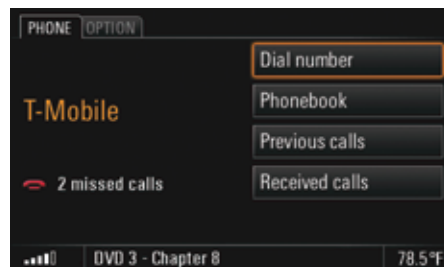 PHONE OPTION
Dial number
T-Mobile
Phonebook
Previous calls
2 missed calls
Received calls
DVD 3 - Chapter 8
78.5°F